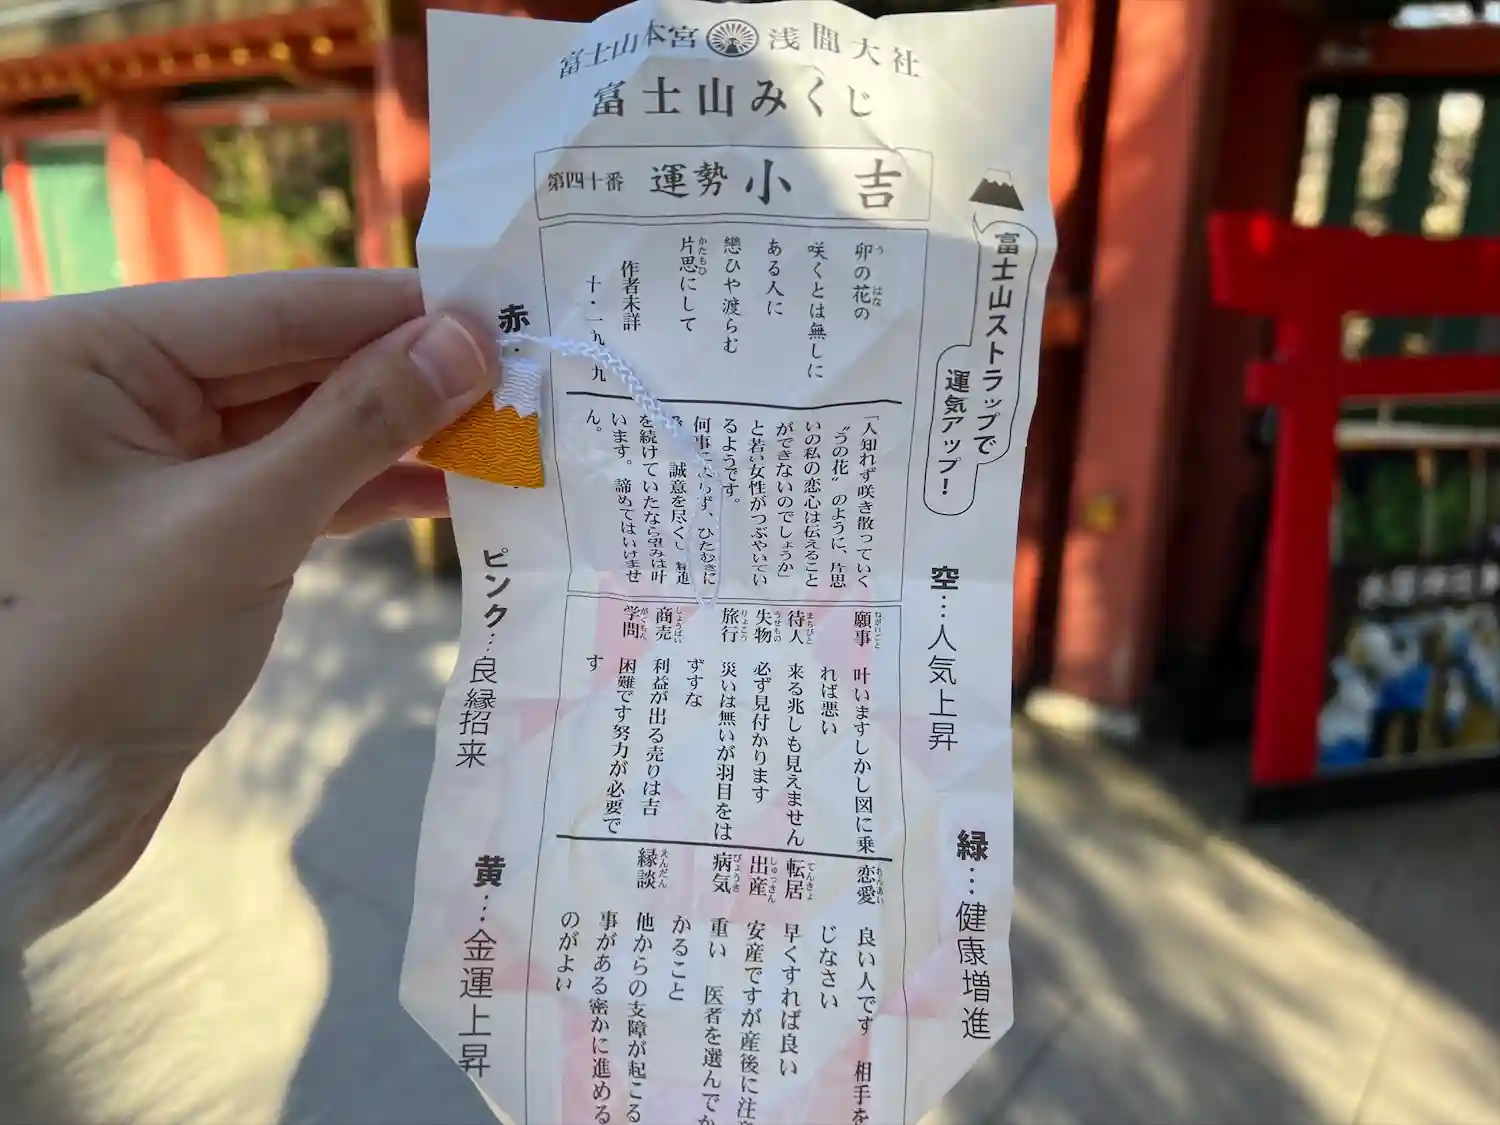 富士山本宮 浅間大社
富士山みくじ
第四十番 運勢 小 吉
富士山ストラップで
運気アップ!
卯の花の
咲くとは無しに
ある人に
戀ひや渡らむ
片思にして
作者未詳
十・一九 九
「人知れず咲き散っていく
〝うの花〟のように、片思
いの私の恋心は伝えること
ができないのでしょうか」
と若い女性がつぶやいてい
るようです。
何事に らず、ひたむきに
誠意を尽くし 精進
を続けていたなら望みは叶
います。諦めてはいけませ
ん。
願事 叶いますしかし図に乗
れば悪い
待人 来る兆しも見えません
失物 必ず見付かります
旅行 災いは無いが羽目をは
ずすな
商売 利益が出る売りは吉
学問 困難です努力が必要で
す
恋愛 良い人です 相手を
じなさい
転居 早くすれば良い
出産 安産ですが産後に注
病気 重い 医者を選んで
かること
縁談 他からの支障が起こる
事がある密かに進める
のがよい
空…人気上昇
緑…健康増進
赤…
ピンク…良縁招来
黄…金運上昇